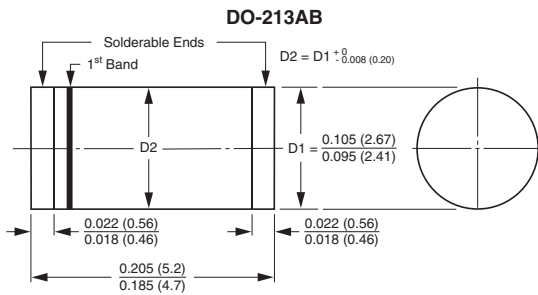 DO-213AB
Solderable Ends
D2 = D1 + 0 - 0.008 (0.20)
1st Band
D2
D1 = 0.105 (2.67)
0.095 (2.41)
0.022 (0.56)
0.018 (0.46)
0.022 (0.56)
0.018 (0.46)
0.205 (5.2)
0.185 (4.7)